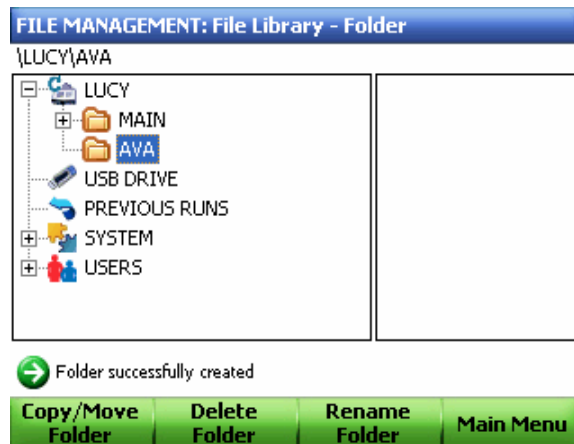 FILE MANAGEMENT: File Library - Folder
\LUCY\AVA
LUCY
MAIN
AVA
USB DRIVE
PREVIOUS RUNS
SYSTEM
USERS
Folder successfully created
Copy/Move Folder
Delete Folder
Rename Folder
Main Menu